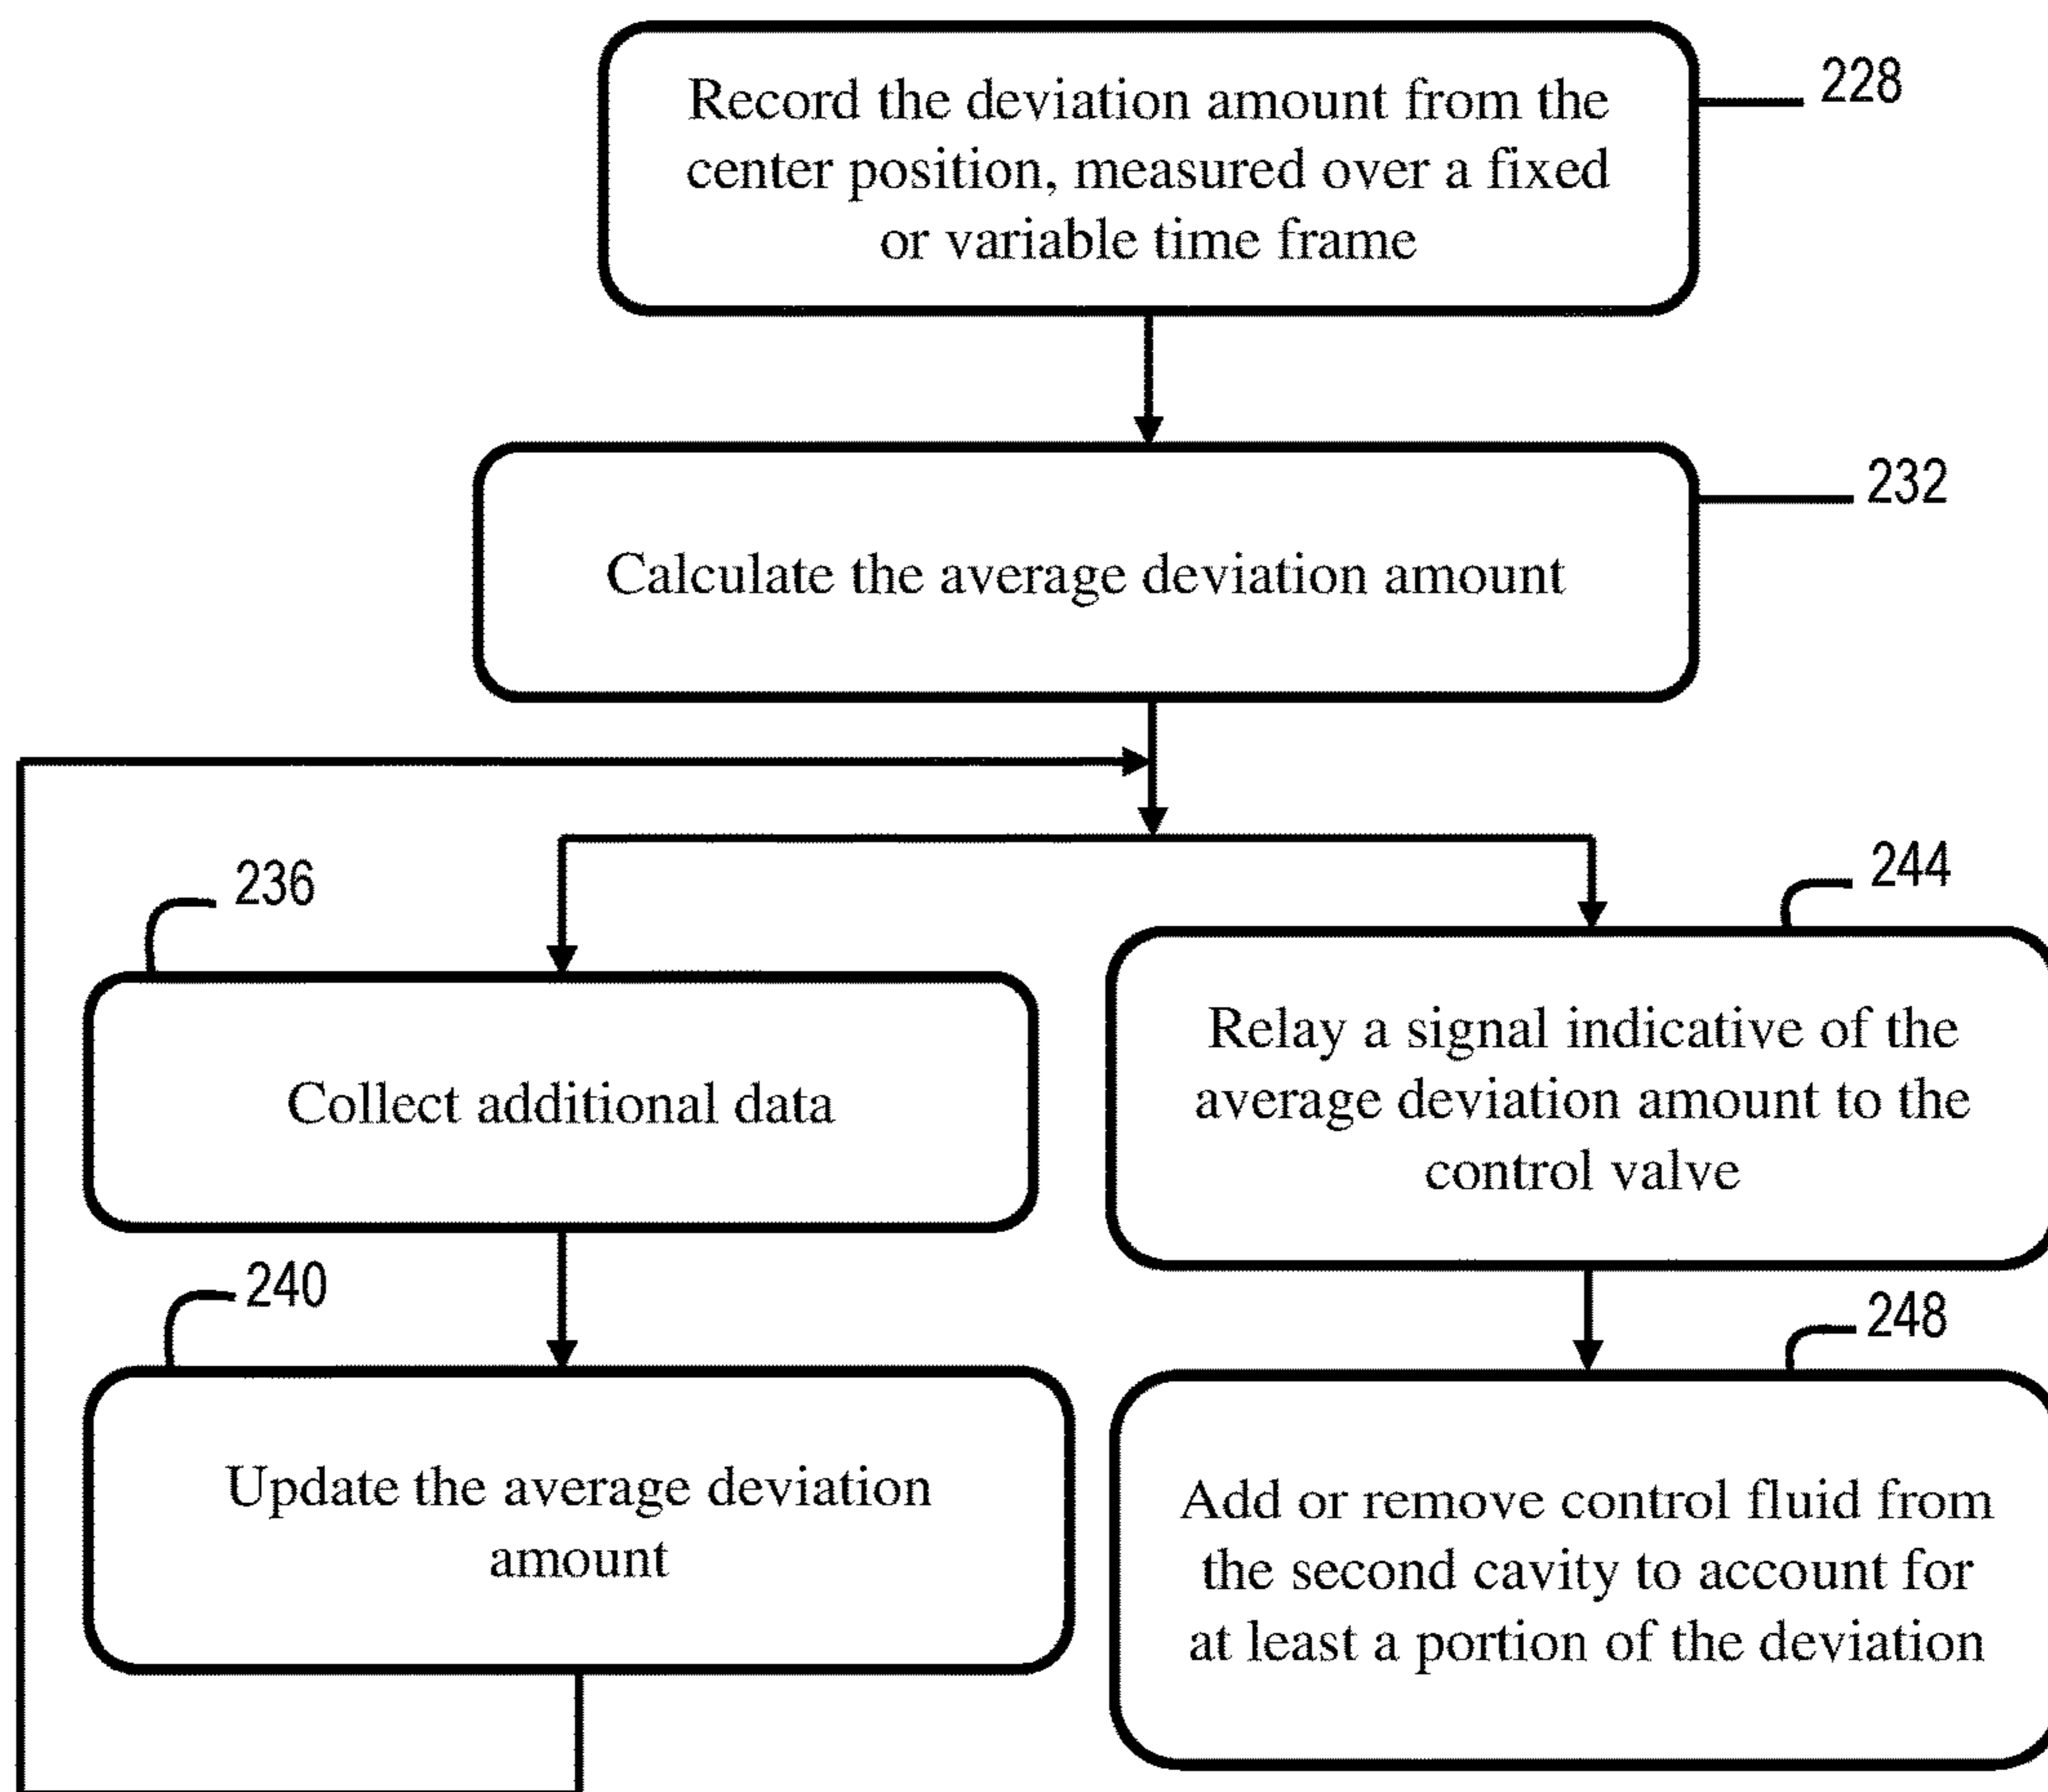 Record the deviation amount from the
center position, measured over a fixed
or variable time frame
228
Calculate the average deviation amount
232
236
Collect additional data
240
Update the average deviation
amount
244
Relay a signal indicative of the
average deviation amount to the
control valve
248
Add or remove control fluid from
the second cavity to account for
at least a portion of the deviation